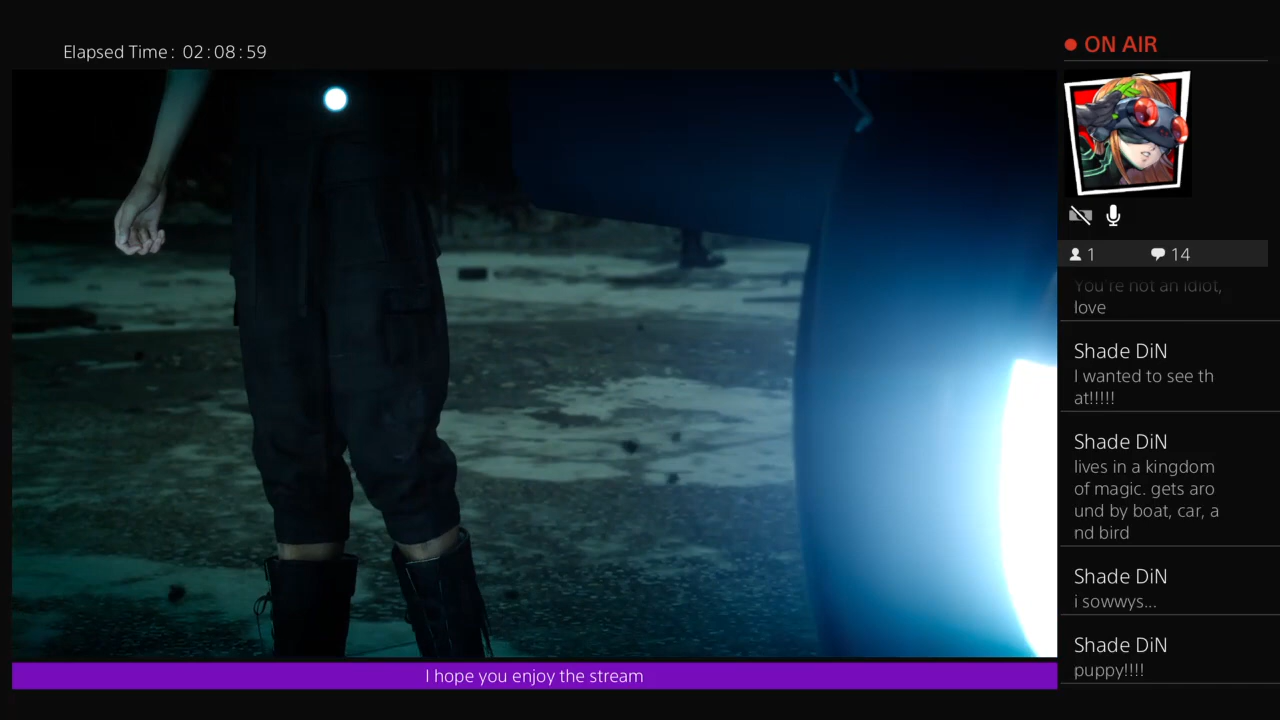 Elapsed Time: 02:08:59
ON AIR
1
14
You're not an idiot,
love
Shade DiN
I wanted to see th
at!!!!!
Shade DiN
lives in a kingdom
of magic. gets aro
und by boat, car, a
nd bird
Shade DiN
i sowwys...
Shade DiN
puppy!!!!
I hope you enjoy the stream